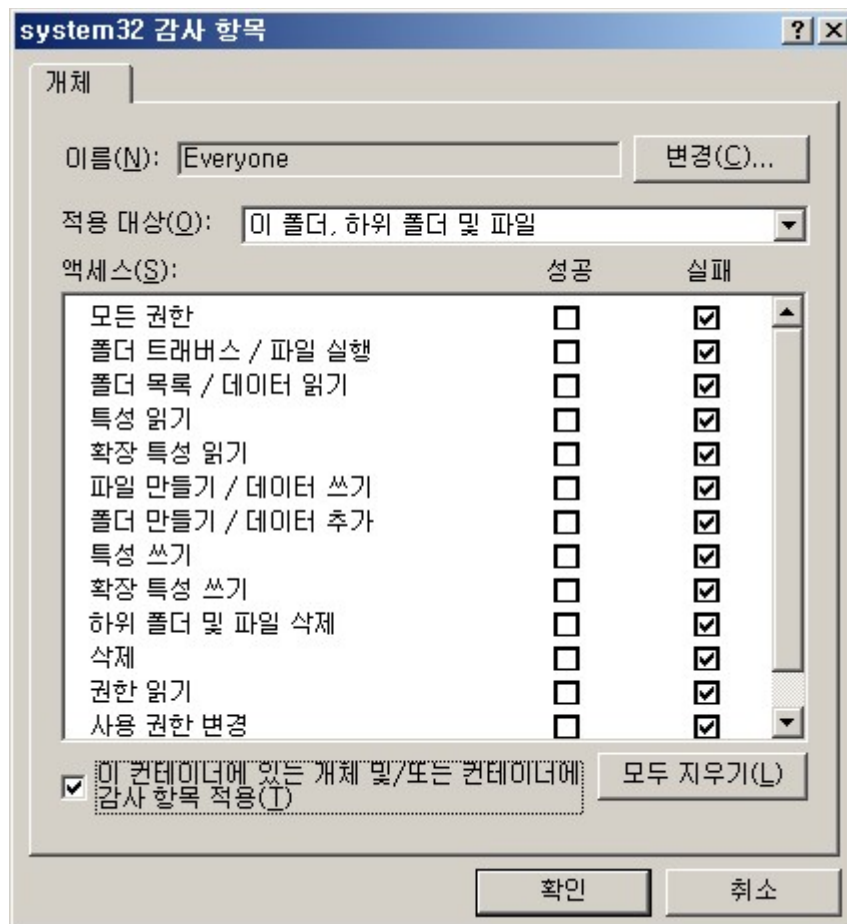 system32 감사 항목
개체
이름(N): Everyone 변경(C)...
적용 대상(O): 이 폴더, 하위 폴더 및 파일
액세스(S): 성공 실패
모든 권한
폴더 트래버스 / 파일 실행
폴더 목록 / 데이터 읽기
특성 읽기
확장 특성 읽기
파일 만들기 / 데이터 쓰기
폴더 만들기 / 데이터 추가
특성 쓰기
확장 특성 쓰기
하위 폴더 및 파일 삭제
삭제
권한 읽기
사용 권한 변경
이 컨테이너에 있는 개체 및/또는 컨테이너에
감사 항목 적용(T)
모두 지우기(L)
확인 취소